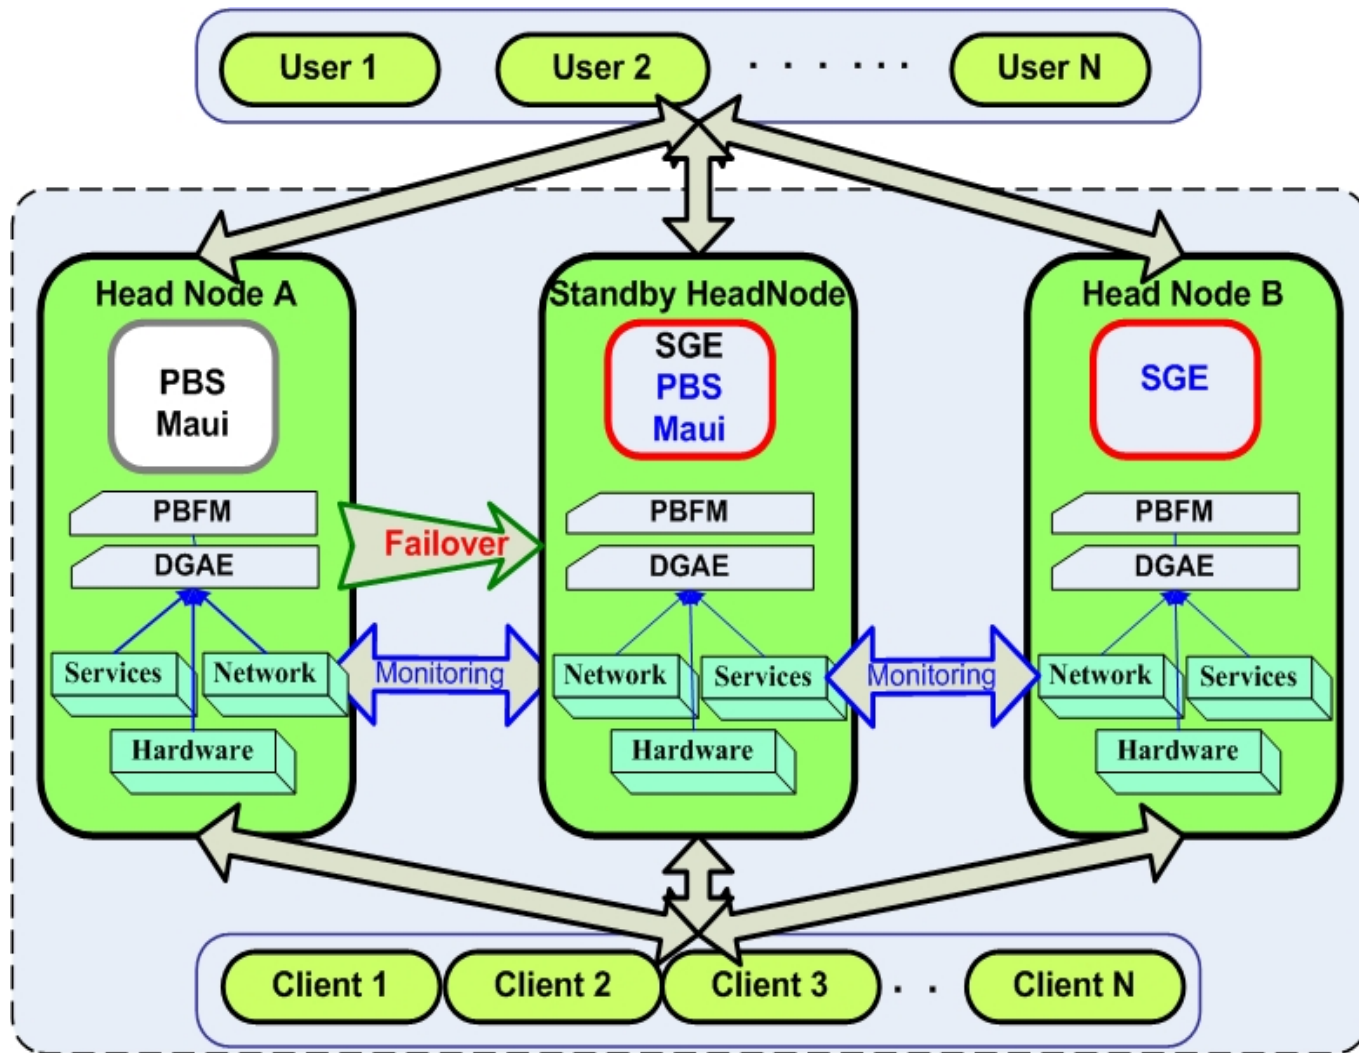 User 1
User 2
. . . . . .
User N
Head Node A
Standby HeadNode
Head Node B
PBS
Maui
SGE
PBS
Maui
SGE
PBFM
PBFM
PBFM
Failover
DGAE
DGAE
DGAE
Services
Network
Monitoring
Network
Services
Monitoring
Network
Services
Hardware
Hardware
Hardware
Client 1
Client 2
Client 3
. .
Client N